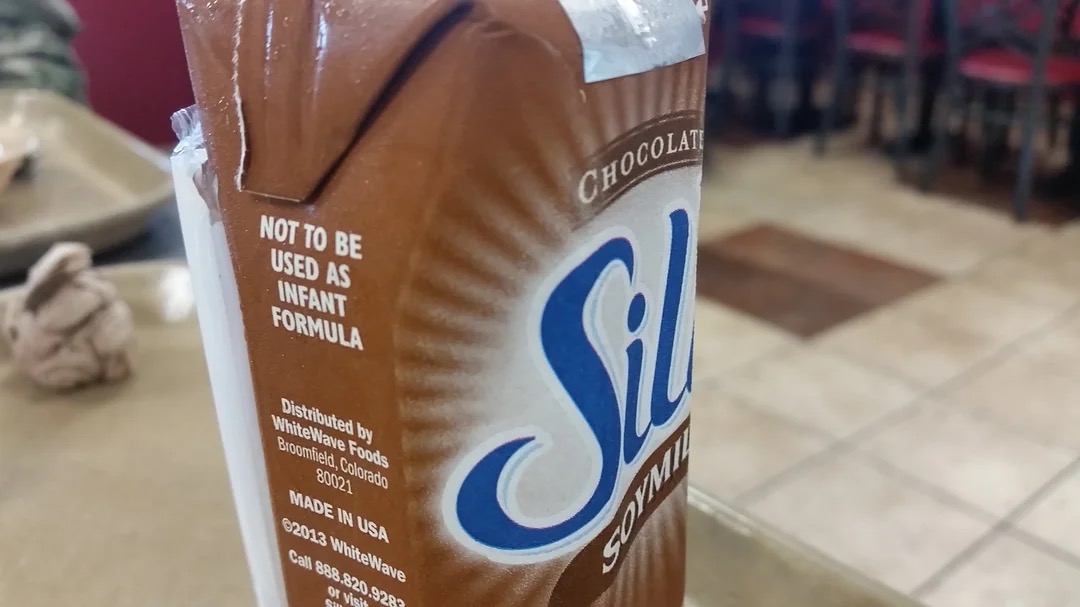 NOT TO BE
USED AS
INFANT
FORMULA
Distributed by
WhiteWave Foods
Broomfield, Colorado
80021
MADE IN USA
©2013 WhiteWave
Call 888.820.9283
or visit
CHOCOLATE
Sil
SOYMIL